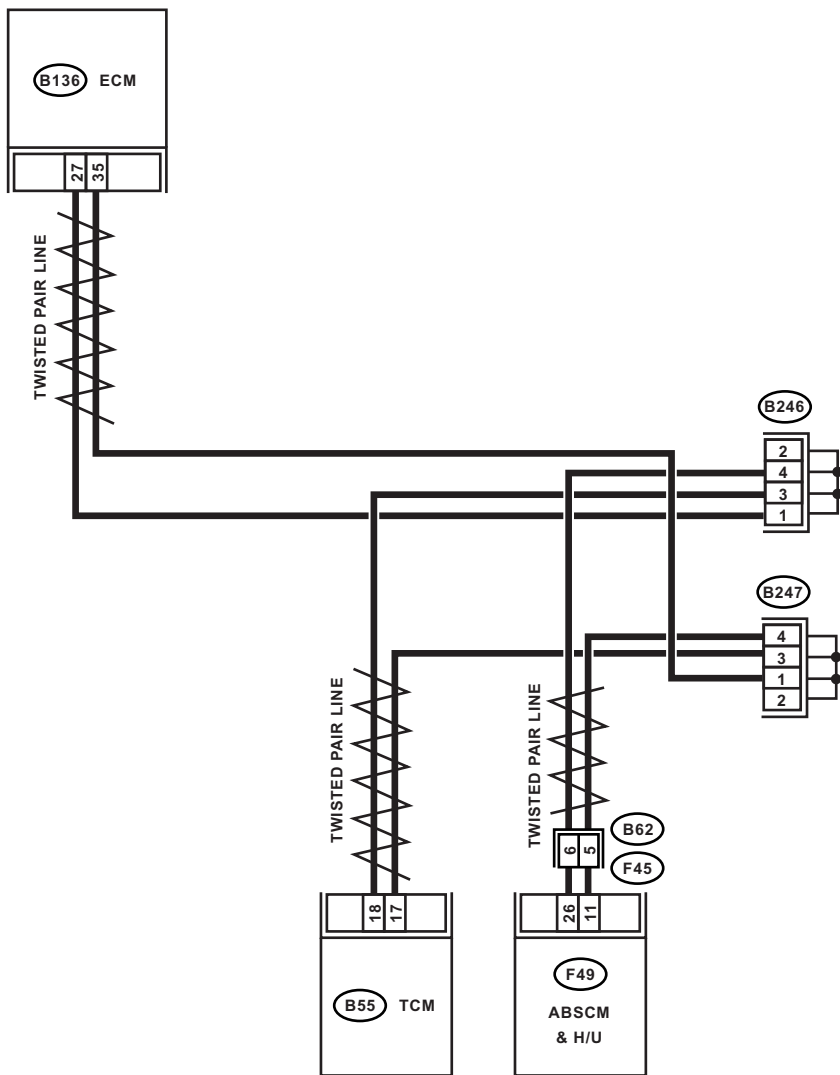 B136 ECM
27 35
TWISTED PAIR LINE
B246
2
4
3
1
B247
4
3
1
2
TWISTED PAIR LINE
TWISTED PAIR LINE
B62
6 5
F45
18 17
26 11
B55 TCM
F49
ABSCM
& H/U